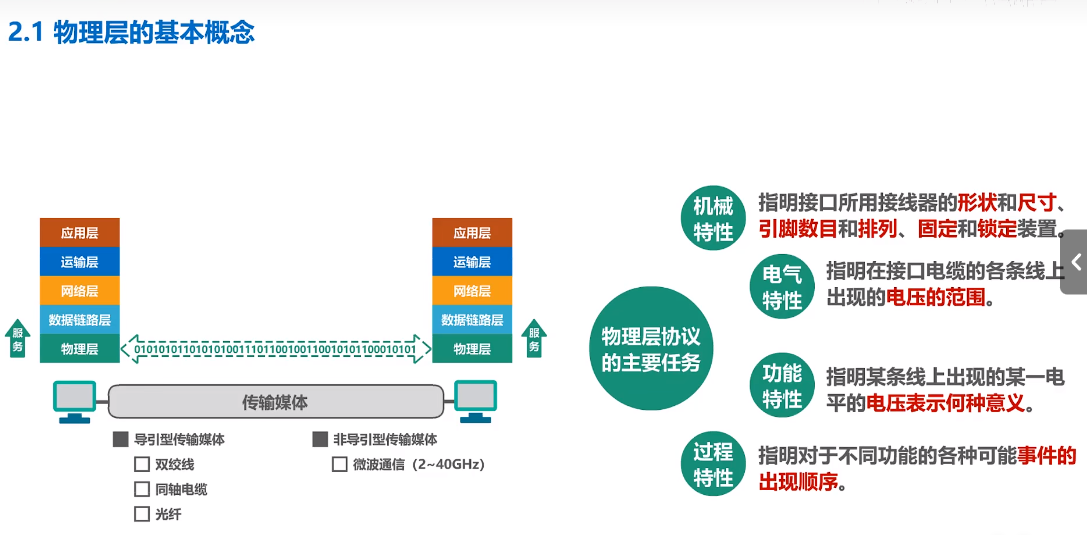 2.1 物理层的基本概念
应用层
运输层
网络层
数据链路层
物理层
服务
010101011010101001110110010011001010110001010​1
应用层
运输层
网络层
数据链路层
物理层
服务
传输媒体
导引型传输媒体
双绞线
同轴电缆
光纤
非导引型传输媒体
微波通信（2~40GHz）
物理层协议
的主要任务
机械
特性
指明接口所用接线器的形状和尺寸、
引脚数目和排列、固定和锁定装置。
电气
特性
指明在接口电缆的各条线上
出现的电压的范围。
功能
特性
指明某条线上出现的某一电
平的电压表示何种意义。
过程
特性
指明对于不同功能的各种可能事件的
出现顺序。